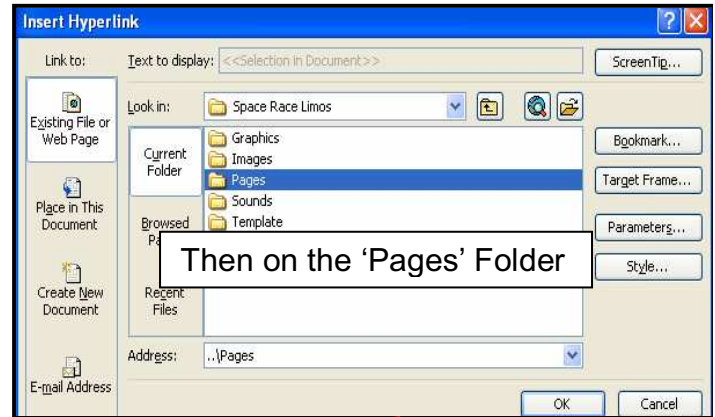 Insert Hyperlink
Link to:
Text to display: <<Selection in Document>>
ScreenTip...
Existing File or
Web Page
Look in:
Space Race Limos
Current
Folder
Graphics
Images
Pages
Sounds
Template
Bookmark...
Target Frame...
Place in This
Document
Browsed
Parameters...
Then on the ‘Pages’ Folder
Style...
Create New
Document
Recent
Files
Address: ..\Pages
E-mail Address
OK
Cancel